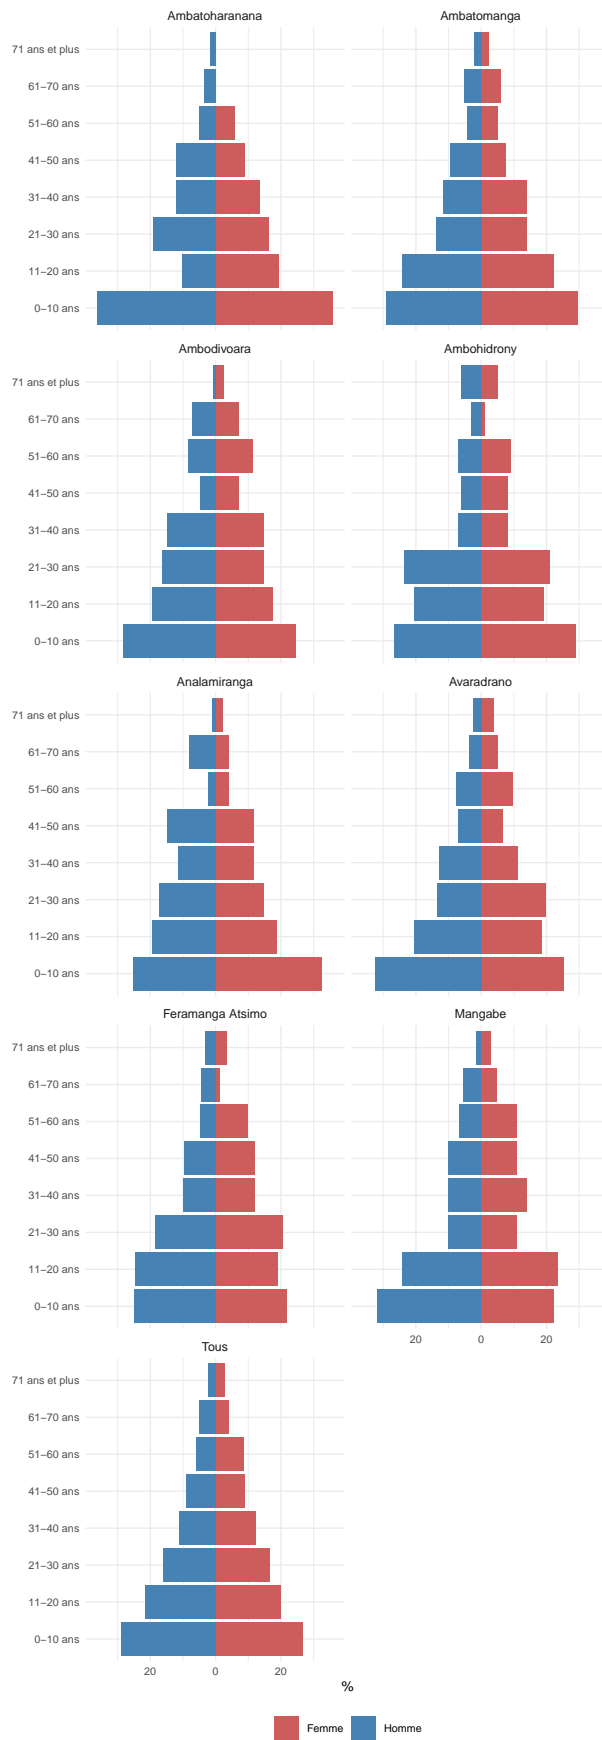 Ambatoharanana
Ambatomanga
71 ans et plus
61−70 ans
51−60 ans
41−50 ans
31−40 ans
21−30 ans
11−20 ans
0−10 ans
Ambodivoara
Ambohidrony
71 ans et plus
61−70 ans
51−60 ans
41−50 ans
31−40 ans
21−30 ans
11−20 ans
0−10 ans
Analamiranga
Avaradrano
71 ans et plus
61−70 ans
51−60 ans
41−50 ans
31−40 ans
21−30 ans
11−20 ans
0−10 ans
Feramanga Atsimo
Mangabe
71 ans et plus
61−70 ans
51−60 ans
41−50 ans
31−40 ans
21−30 ans
11−20 ans
0−10 ans
20 0 20
Tous
71 ans et plus
61−70 ans
51−60 ans
41−50 ans
31−40 ans
21−30 ans
11−20 ans
0−10 ans
20 0 20
%
Femme Homme